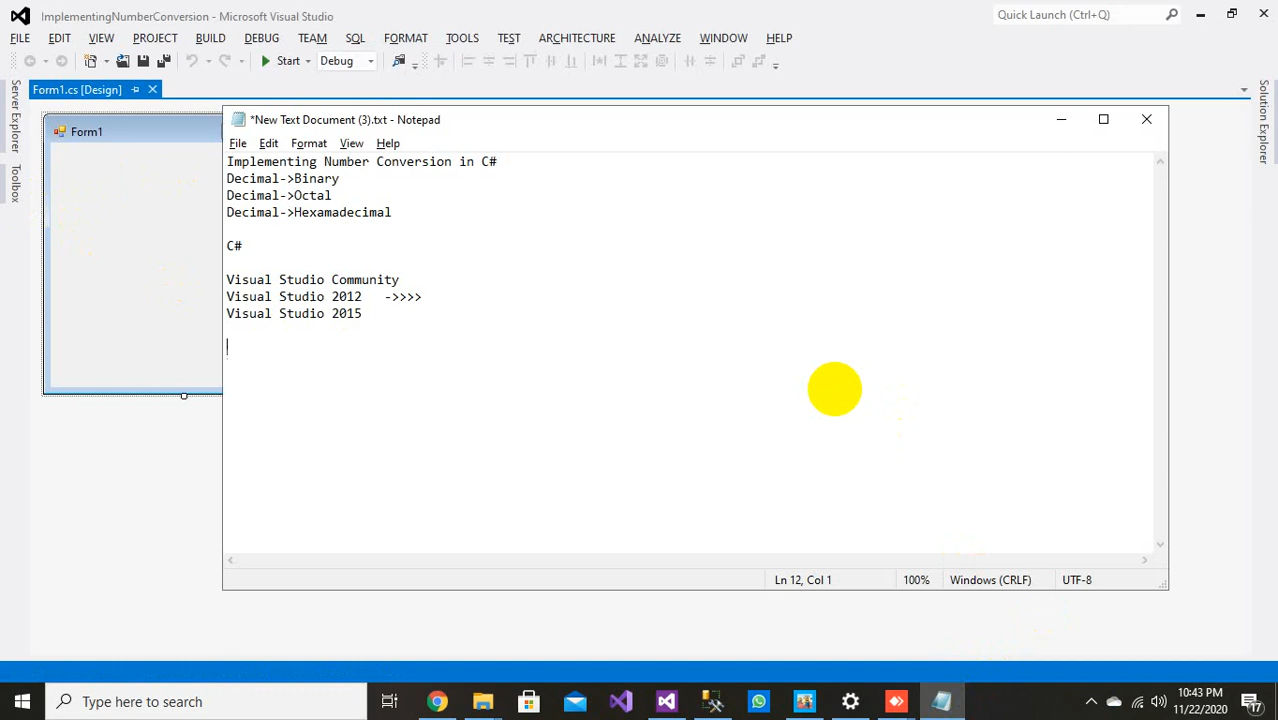 ImplementingNumberConversion - Microsoft Visual Studio
Quick Launch (Ctrl+Q)
FILE EDIT VIEW PROJECT BUILD DEBUG TEAM SQL FORMAT TOOLS TEST ARCHITECTURE ANALYZE WINDOW HELP
Start Debug
Form1.cs [Design]
Server Explorer
Toolbox
Solution Explorer
Form1
*New Text Document (3).txt - Notepad
File Edit Format View Help
Implementing Number Conversion in C#
Decimal->Binary
Decimal->Octal
Decimal->Hexamadecimal
C#
Visual Studio Community
Visual Studio 2012 ->>>>
Visual Studio 2015
Ln 12, Col 1 100% Windows (CRLF) UTF-8
Type here to search
10:43 PM
11/22/2020
17